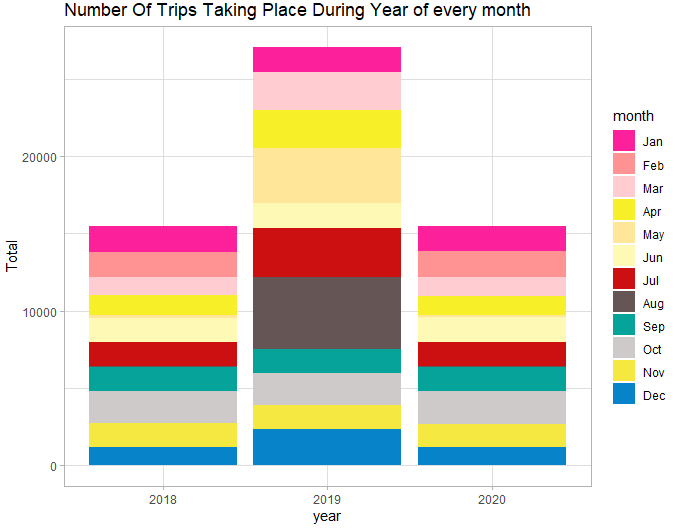 Number Of Trips Taking Place During Year of every month
20000
10000
0
Total
2018
2019
2020
year
month
Jan
Feb
Mar
Apr
May
Jun
Jul
Aug
Sep
Oct
Nov
Dec